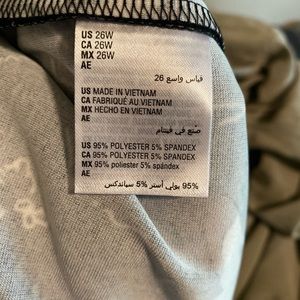 US 26W
CA 26W
MX 26W
AE
قياس واسع 26
US MADE IN VIETNAM
CA FABRIQUÉ AU VIETNAM
MX HECHO EN VIETNAM
AE
صنع في فيتنام
US 95% POLYESTER 5% SPANDEX
CA 95% POLYESTER 5% SPANDEX
MX 95% poliester 5% spándex
AE
95% بولي أستر 5% سباندكس